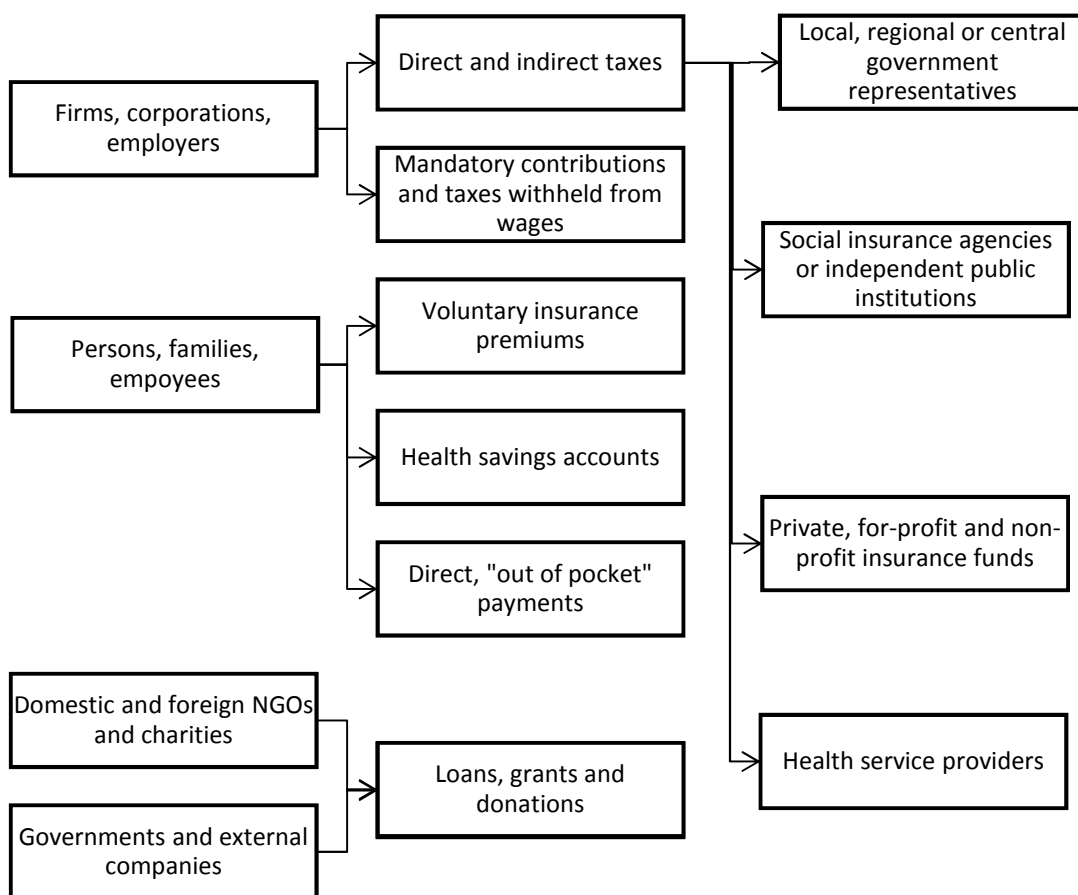 Firms, corporations,
employers
Persons, families,
empoyees
Domestic and foreign NGOs
and charities
Governments and external
companies
Direct and indirect taxes
Mandatory contributions
and taxes withheld from
wages
Voluntary insurance
premiums
Health savings accounts
Direct, "out of pocket"
payments
Loans, grants and
donations
Local, regional or central
government
representatives
Social insurance agencies
or independent public
institutions
Private, for-profit and non-
profit insurance funds
Health service providers